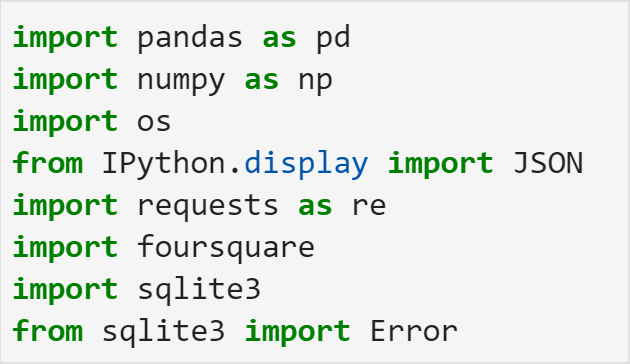 import pandas as pd
import numpy as np
import os
from IPython.display import JSON
import requests as re
import foursquare
import sqlite3
from sqlite3 import Error